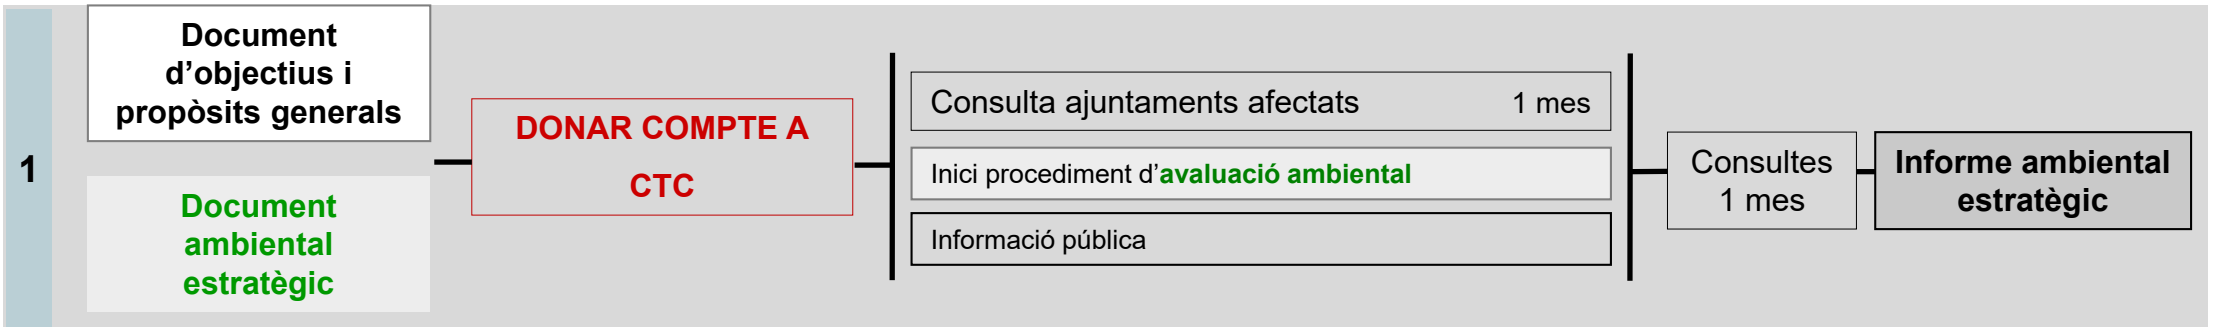 1
Document
d’objectius i
propòsits generals
Document
ambiental
estratègic
DONAR COMPTE A
CTC
Consulta ajuntaments afectats 1 mes
Inici procediment d’avaluació ambiental
Informació pública
Consultes
1 mes
Informe ambiental
estratègic